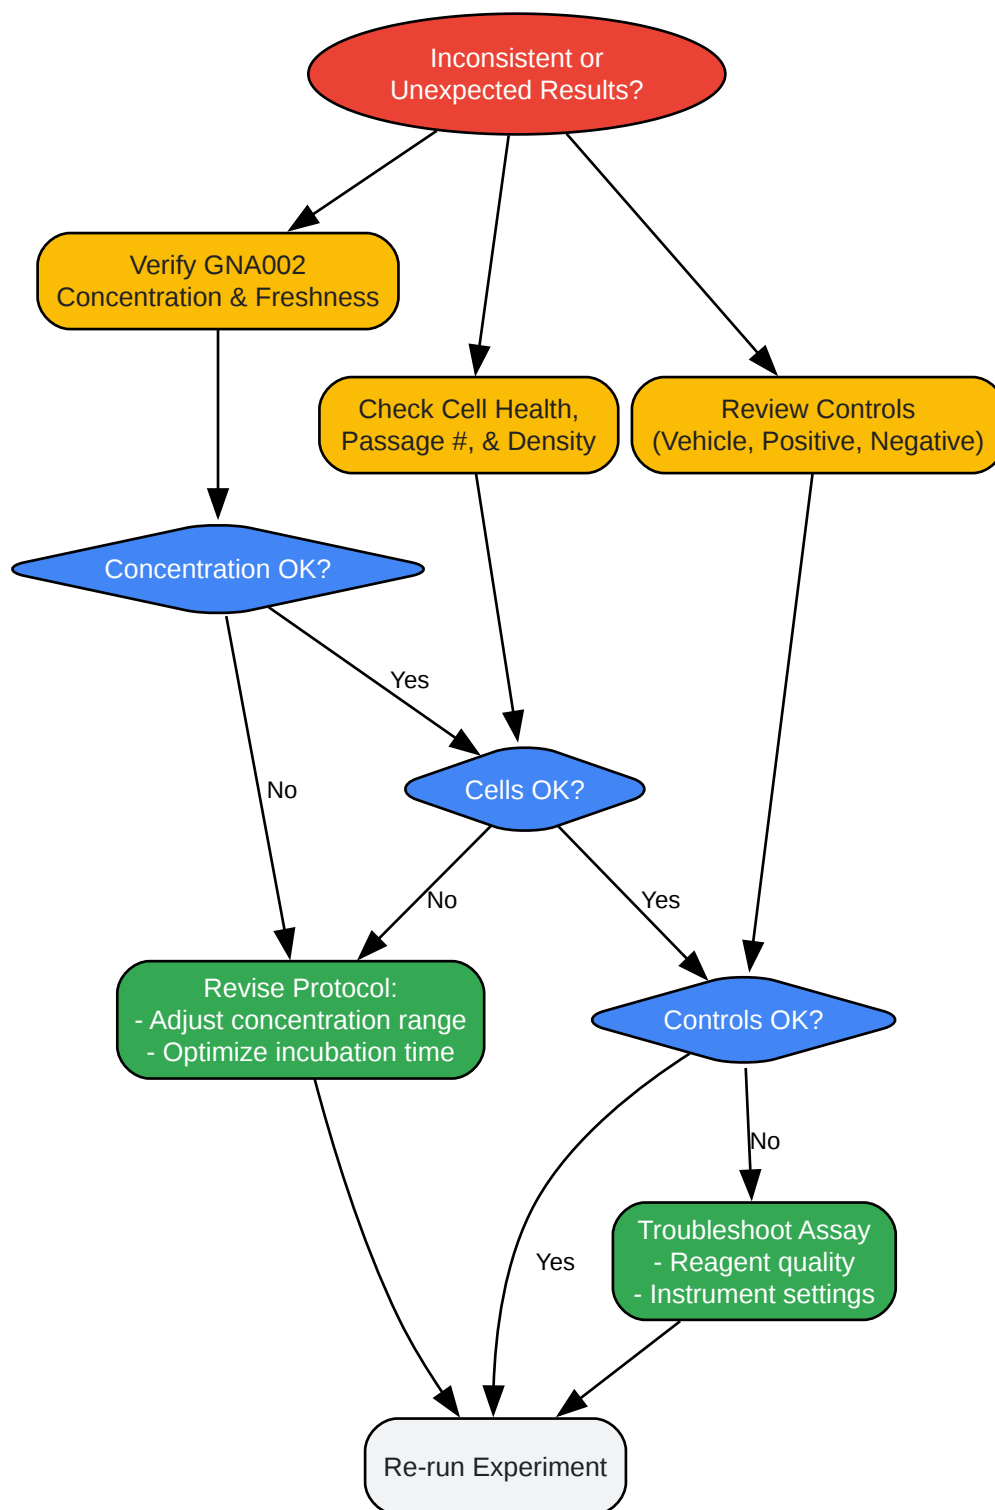 Inconsistent or
Unexpected Results?
Verify GNA002
Concentration & Freshness
Check Cell Health,
Passage #, & Density
Review Controls
(Vehicle, Positive, Negative)
Concentration OK?
Yes
No
Cells OK?
No
Yes
Revise Protocol:
- Adjust concentration range
- Optimize incubation time
Controls OK?
No
Yes
Troubleshoot Assay
- Reagent quality
- Instrument settings
Re-run Experiment